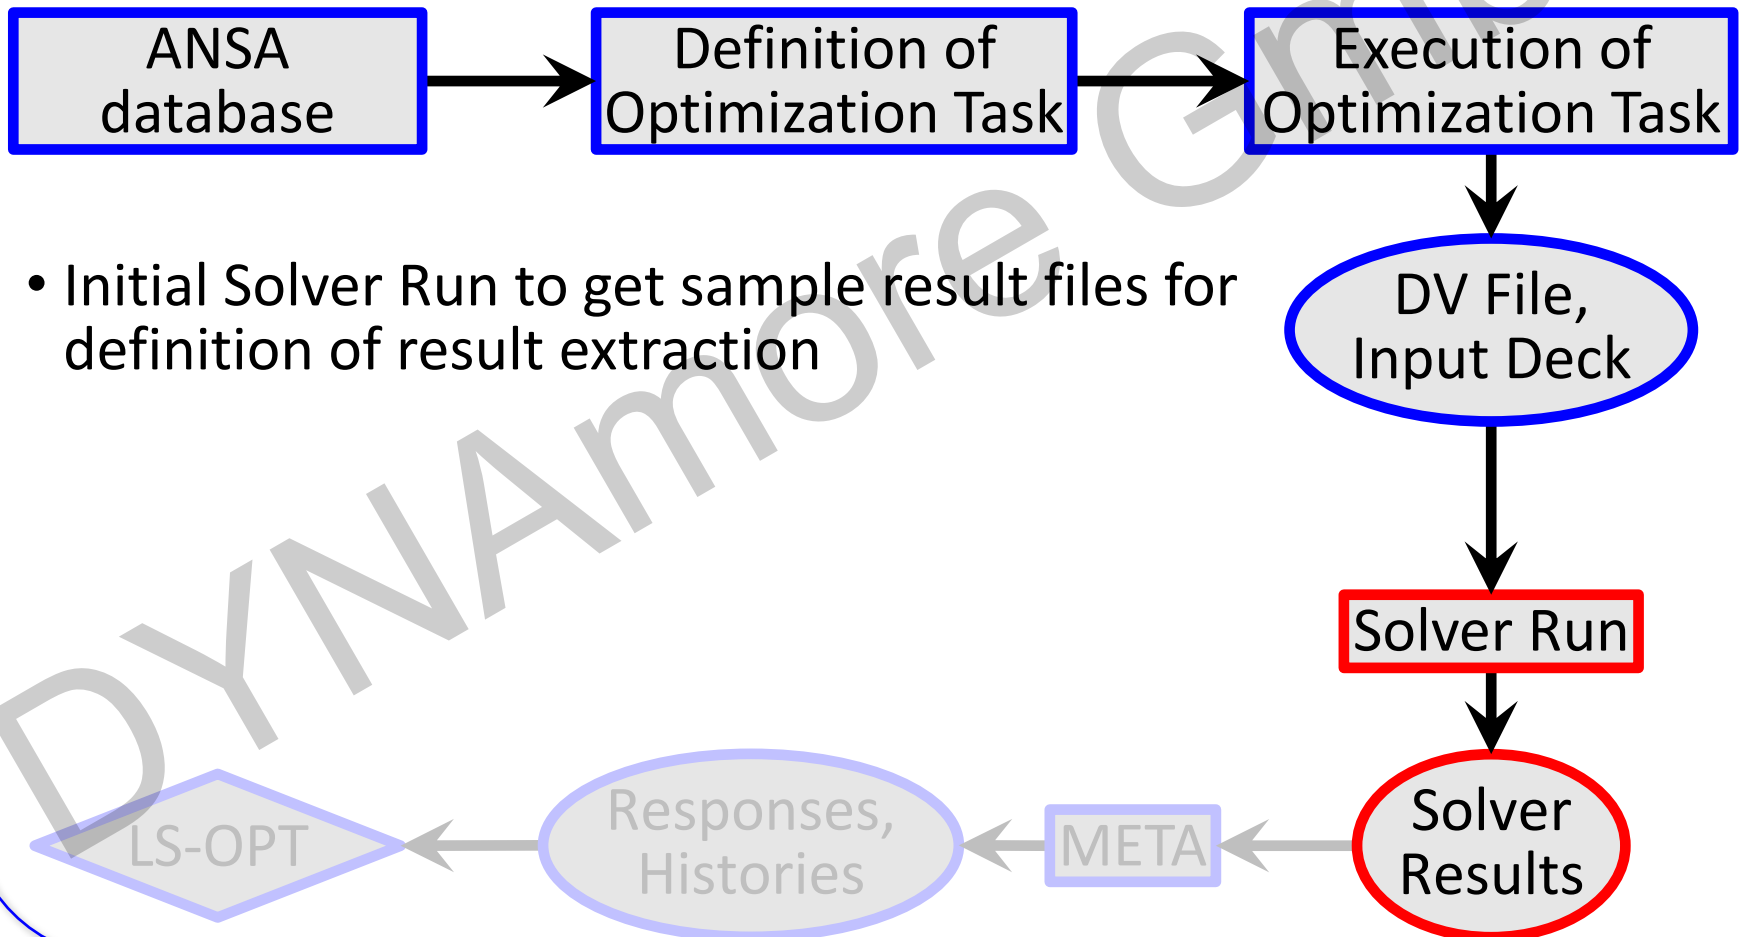 ANSA
database
Definition of
Optimization Task
Execution of
Optimization Task
• Initial Solver Run to get sample result files for
definition of result extraction
DV File,
Input Deck
Solver Run
Solver
Results
META
Responses,
Histories
LS-OPT
DYNAmore Gmb